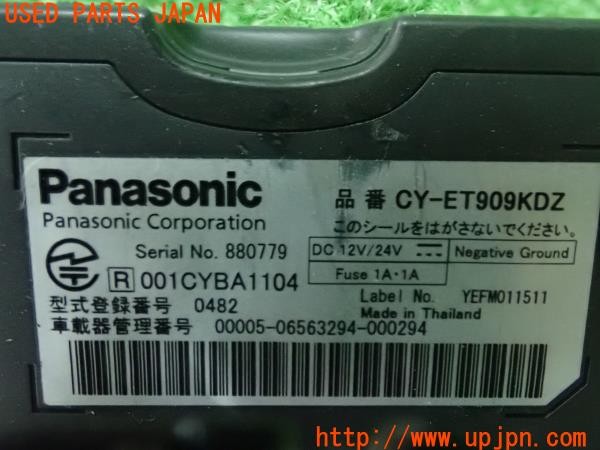 USED PARTS JAPAN
Panasonic
品番 CY-ET909KDZ
Panasonic Corporation
このシールをはがさないでください。
Serial No. 880779
DC 12V/24V
Negative Ground
Fuse 1A・1A
R 001CYBA1104
型式登録番号 0482
Label No. YEFM011511
Made in Thailand
車載器管理番号 00005-06563294-000294
http://www.upjpn.com